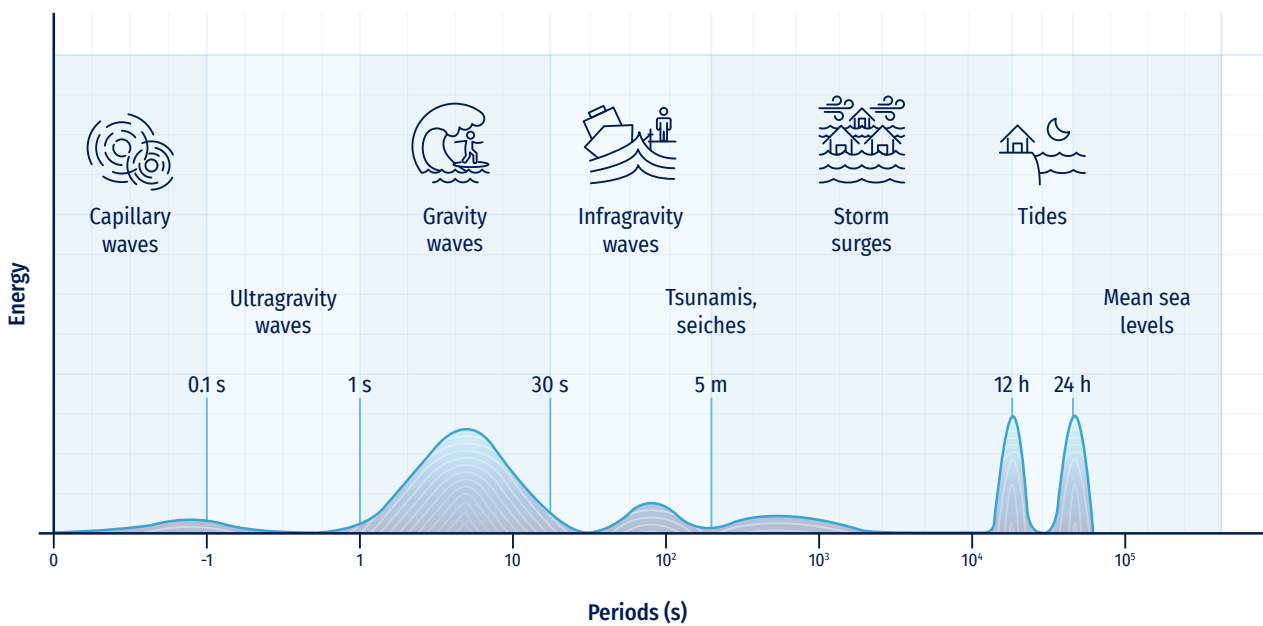 Capillary
waves
Gravity
waves
Infragravity
waves
Storm
surges
Tides
Ultragravity
waves
Tsunamis,
seiches
Mean sea
levels
Energy
0.1 s
1 s
30 s
5 m
12 h
24 h
0
-1
1
10
10²
10³
10⁴
10⁵
Periods (s)